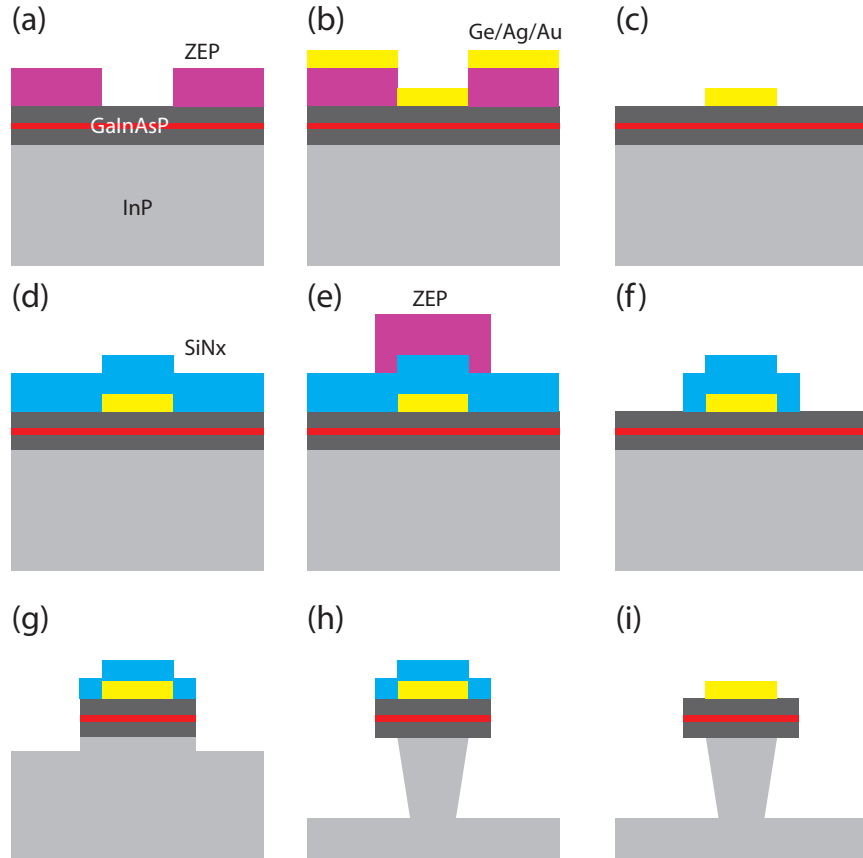 (a)
ZEP
GaInAsP
InP
(b)
Ge/Ag/Au
(c)
(d)
SiNx
(e)
ZEP
(f)
(g)
(h)
(i)